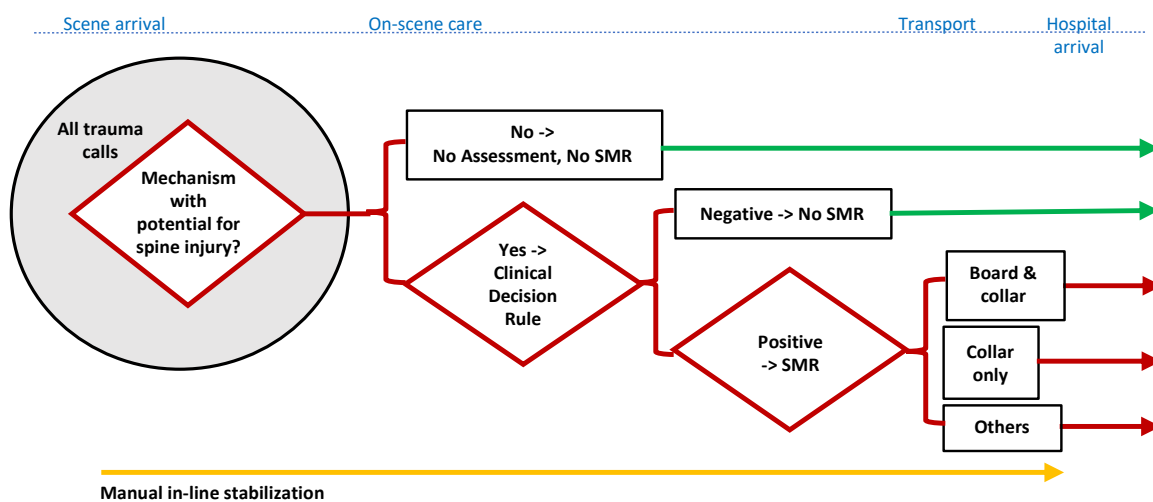 Scene arrival
On-scene care
Transport
Hospital
arrival
All trauma
calls
Mechanism
with
potential for
spine injury?
No ->
No Assessment, No SMR
Yes ->
Clinical
Decision
Rule
Negative -> No SMR
Positive
-> SMR
Board &
collar
Collar
only
Others
Manual in-line stabilization